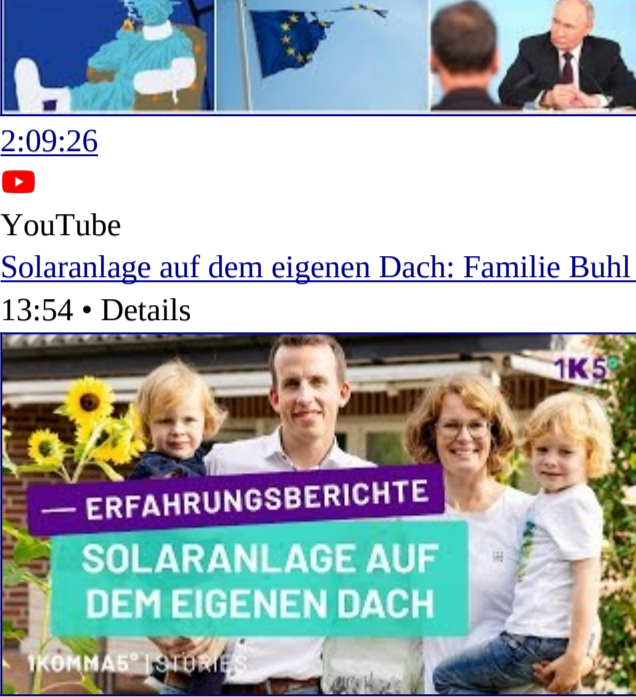 2:09:26
YouTube
Solaranlage auf dem eigenen Dach: Familie Buhl
13:54 • Details
1K5°
— ERFAHRUNGSBERICHTE
SOLARANLAGE AUF
DEM EIGENEN DACH
1KOMMA5° | STORIES